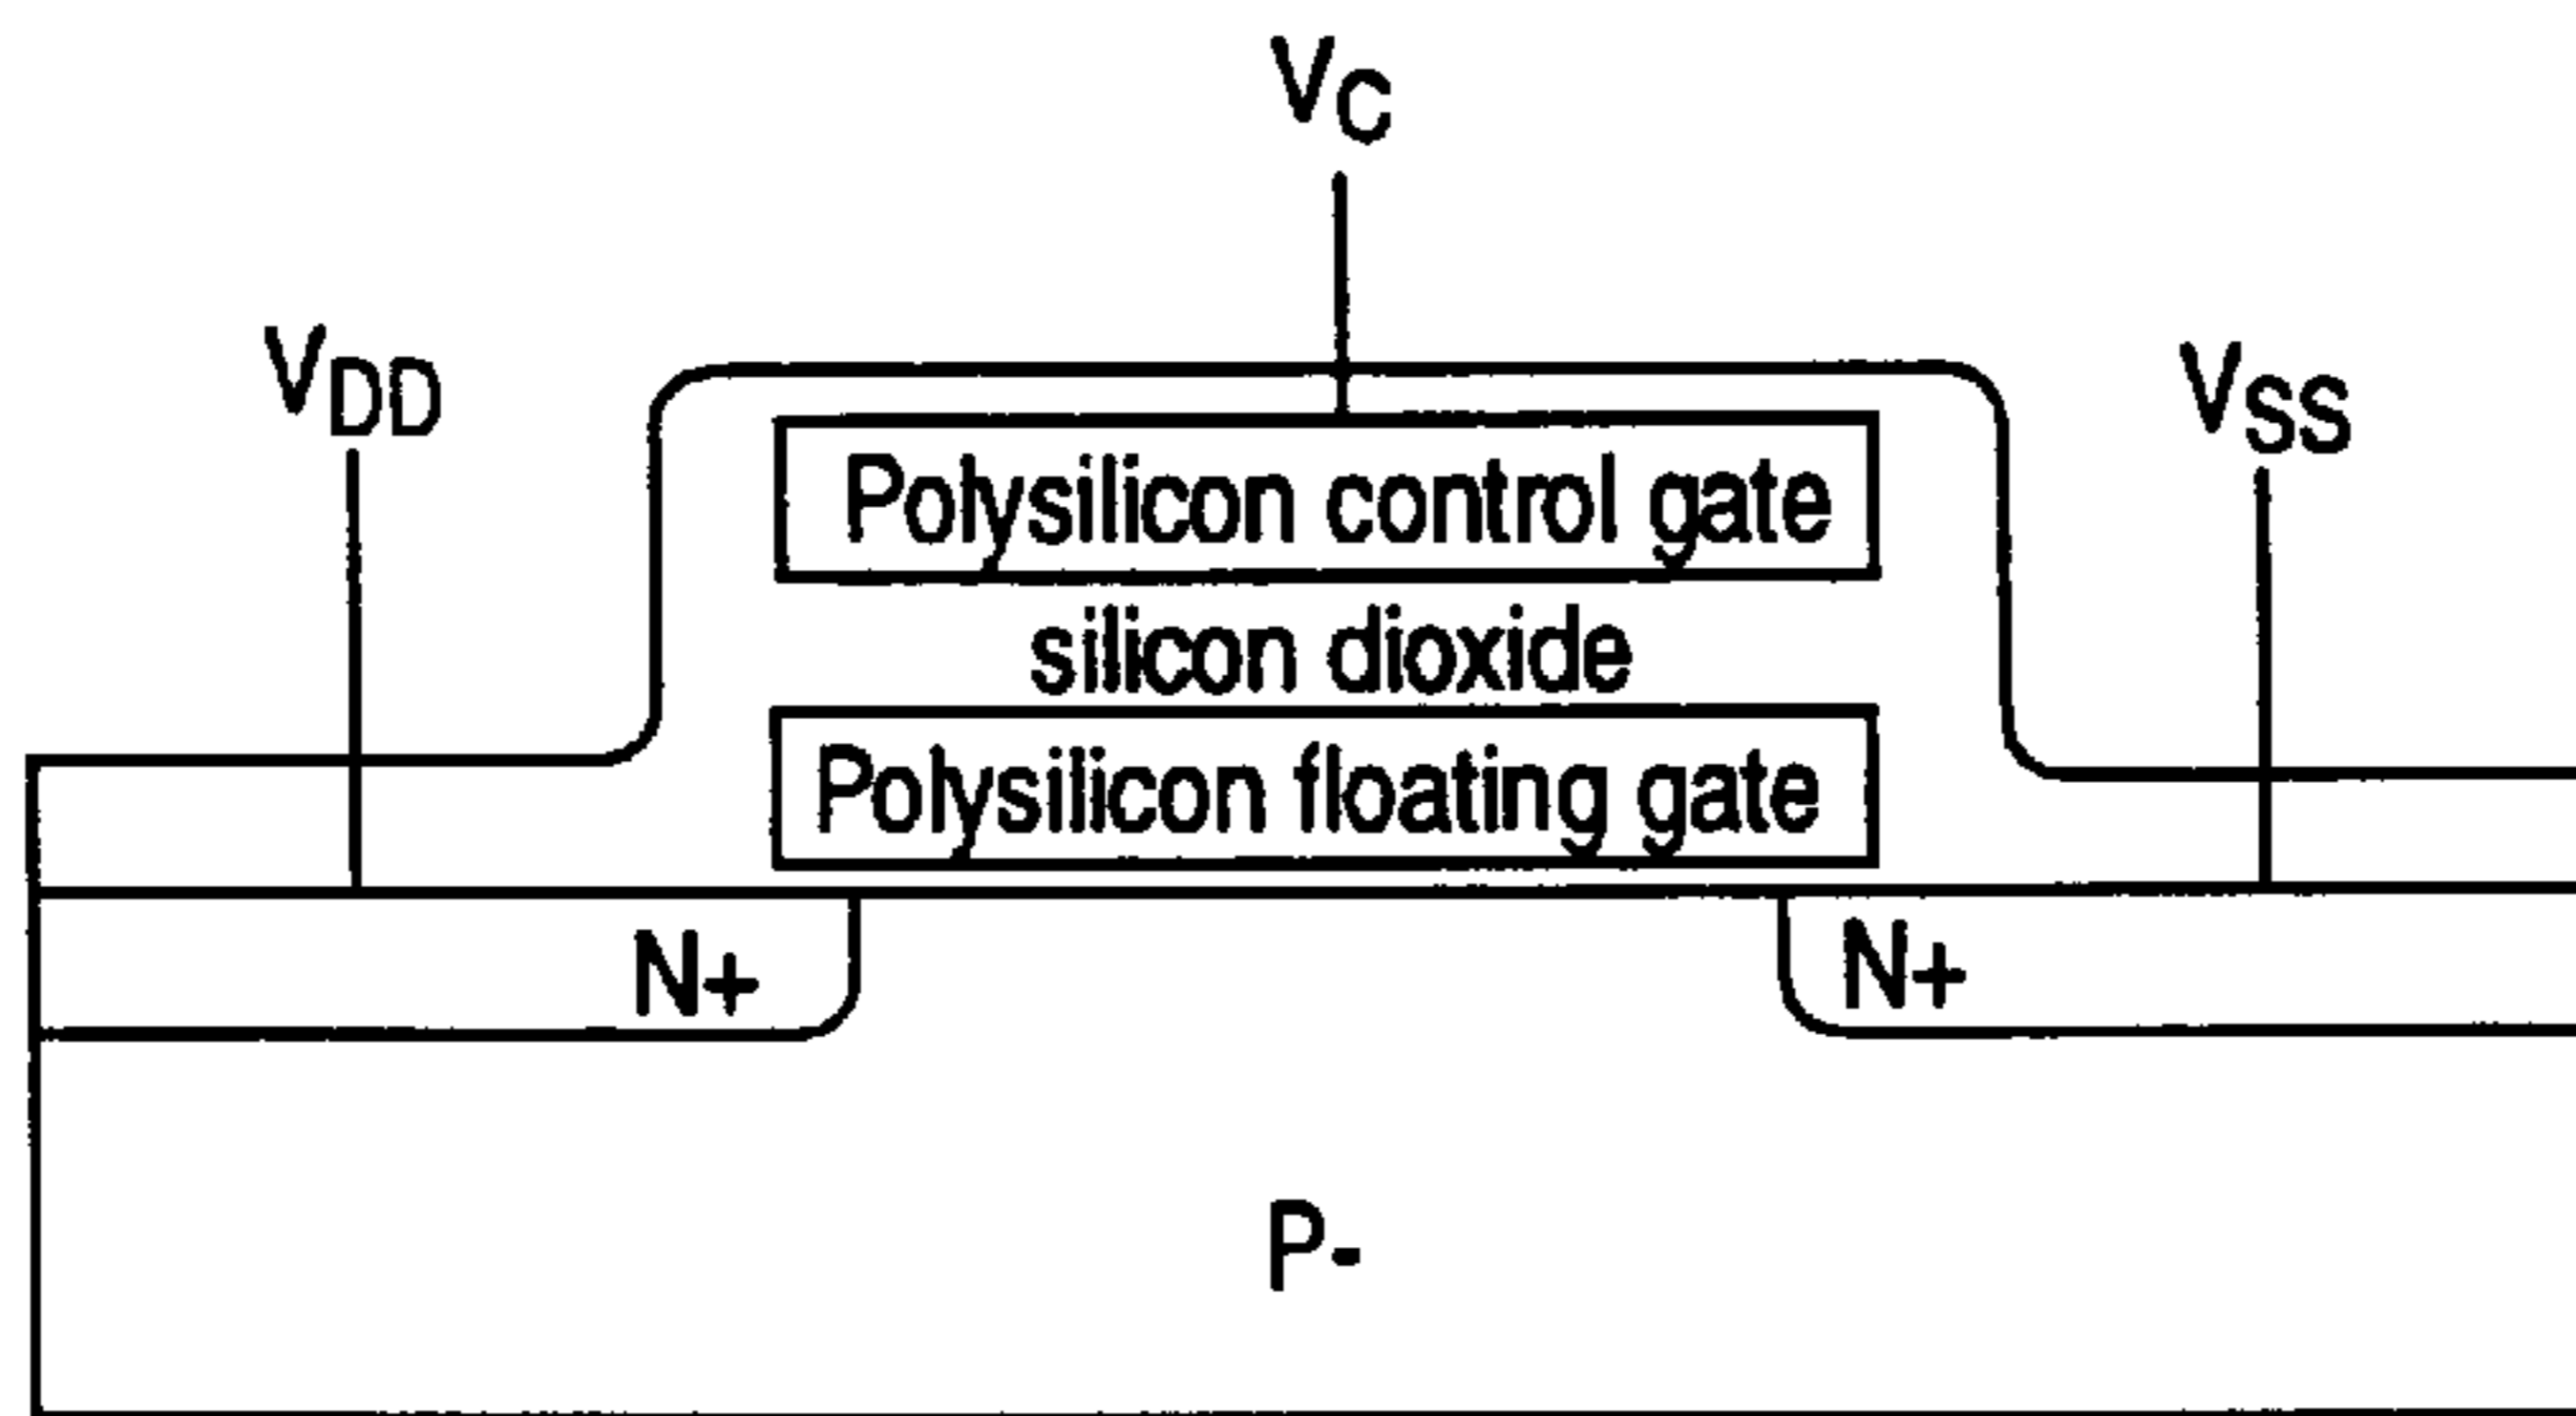 VC
VDD
VSS
Polysilicon control gate
silicon dioxide
Polysilicon floating gate
N+
N+
P-